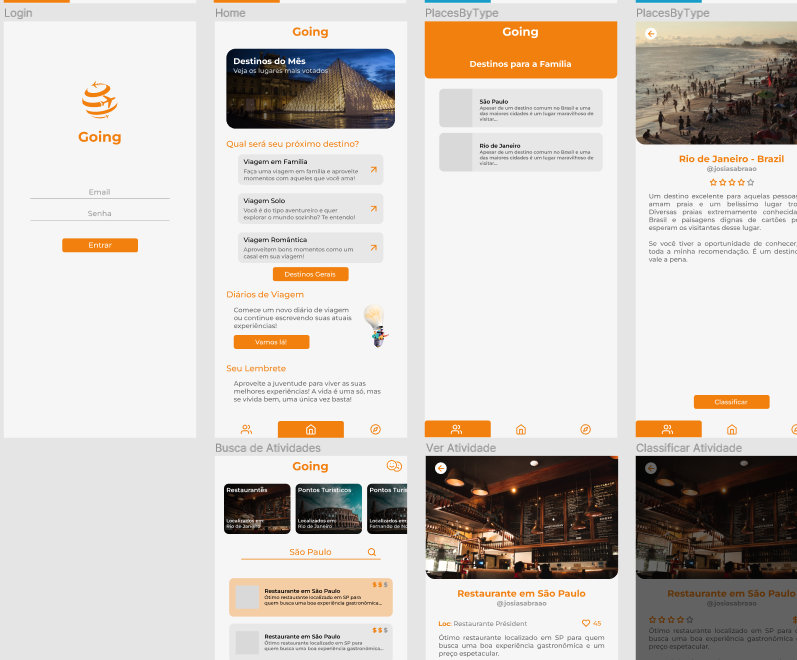 Login
Going
Email
Senha
Entrar
Home
Going
Destinos do Mês
Veja os lugares mais votados
Qual será seu próximo destino?
Viagem em Família
Faça uma viagem em família e aproveite
momentos com aqueles que você ama!
Viagem Solo
Você é do tipo aventureiro e quer
explorar o mundo sozinho? Te entendo!
Viagem Romântica
Aproveitem bons momentos como um
casal em sua viagem!
Destinos Gerais
Diários de Viagem
Comece um novo diário de viagem
ou continue escrevendo suas atuais
experiências!
Vamos lá!
Seu Lembrete
Aproveite a juventude para viver as suas
melhores experiências! A vida é uma só, mas
se vivida bem, uma única vez basta!
PlacesByType
Going
Destinos para a Família
São Paulo
Apesar de um destino comum no Brasil e uma
das maiores cidades é um lugar maravilhoso de
visitar...
Rio de Janeiro
Apesar de um destino comum no Brasil e uma
das maiores cidades é um lugar maravilhoso de
visitar...
PlacesByType
Rio de Janeiro - Brazil
@josiasabraao
Um destino excelente para aquelas pessoas
amam praia e um belíssimo lugar tro
Diversas praias extremamente conhecida
Brasil e paisagens dignas de cartões po
esperam os visitantes desse lugar.
Se você tiver a oportunidade de conhecer,
toda a minha recomendação. É um destino
vale a pena.
Classificar
Busca de Atividades
Going
Restaurantes
Localizados em:
Rio de Janeiro
Pontos Turísticos
Localizados em:
Rio de Janeiro
Pontos Turís
Localizados em:
Fernando de No
São Paulo
$ $ $
Restaurante em São Paulo
Ótimo restaurante localizado em SP para
quem busca uma boa experiência gastronômica...
$ $ $
Restaurante em São Paulo
Ótimo restaurante localizado em SP para
quem busca uma boa experiência gastronômica...
Ver Atividade
Restaurante em São Paulo
@josiasabraao
Loc: Restaurante Président
45
Ótimo restaurante localizado em SP para quem
busca uma boa experiência gastronômica e um
preço espetacular.
Classificar Atividade
Restaurante em São Paulo
@josiasabraao
$
Ótimo restaurante localizado em SP para
busca uma boa experiência gastronômica
preço espetacular.